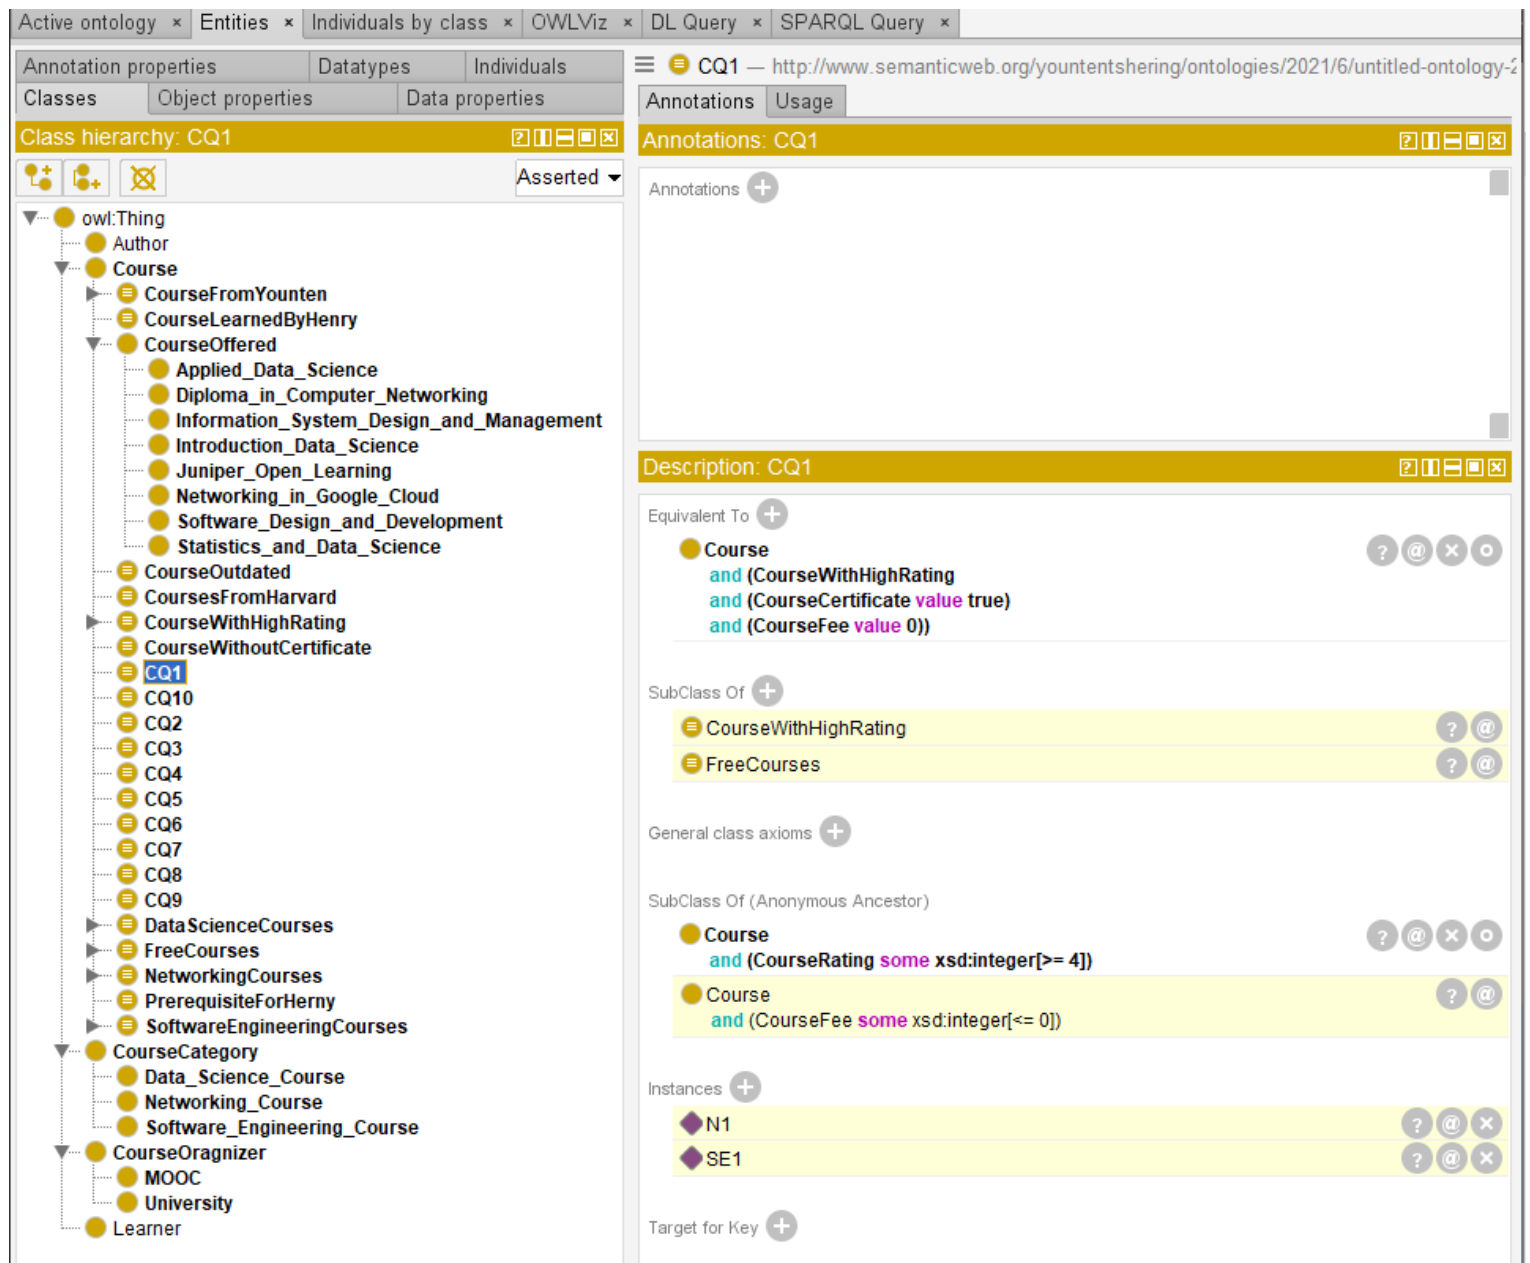 Active ontology × Entities × Individuals by class × OWLViz × DL Query × SPARQL Query ×
Annotation properties Datatypes Individuals
Classes Object properties Data properties
Class hierarchy: CQ1
Asserted
owl:Thing
Author
Course
CourseFromYounten
CourseLearnedByHenry
CourseOffered
Applied_Data_Science
Diploma_in_Computer_Networking
Information_System_Design_and_Management
Introduction_Data_Science
Juniper_Open_Learning
Networking_in_Google_Cloud
Software_Design_and_Development
Statistics_and_Data_Science
CourseOutdated
CoursesFromHarvard
CourseWithHighRating
CourseWithoutCertificate
CQ1
CQ10
CQ2
CQ3
CQ4
CQ5
CQ6
CQ7
CQ8
CQ9
DataScienceCourses
FreeCourses
NetworkingCourses
PrerequisiteForHerny
SoftwareEngineeringCourses
CourseCategory
Data_Science_Course
Networking_Course
Software_Engineering_Course
CourseOragnizer
MOOC
University
Learner
CQ1 — http://www.semanticweb.org/yountentshering/ontologies/2021/6/untitled-ontology-2
Annotations Usage
Annotations: CQ1
Annotations
Description: CQ1
Equivalent To
Course
and (CourseWithHighRating
and (CourseCertificate value true)
and (CourseFee value 0))
SubClass Of
CourseWithHighRating
FreeCourses
General class axioms
SubClass Of (Anonymous Ancestor)
Course
and (CourseRating some xsd:integer[>= 4])
Course
and (CourseFee some xsd:integer[<= 0])
Instances
N1
SE1
Target for Key